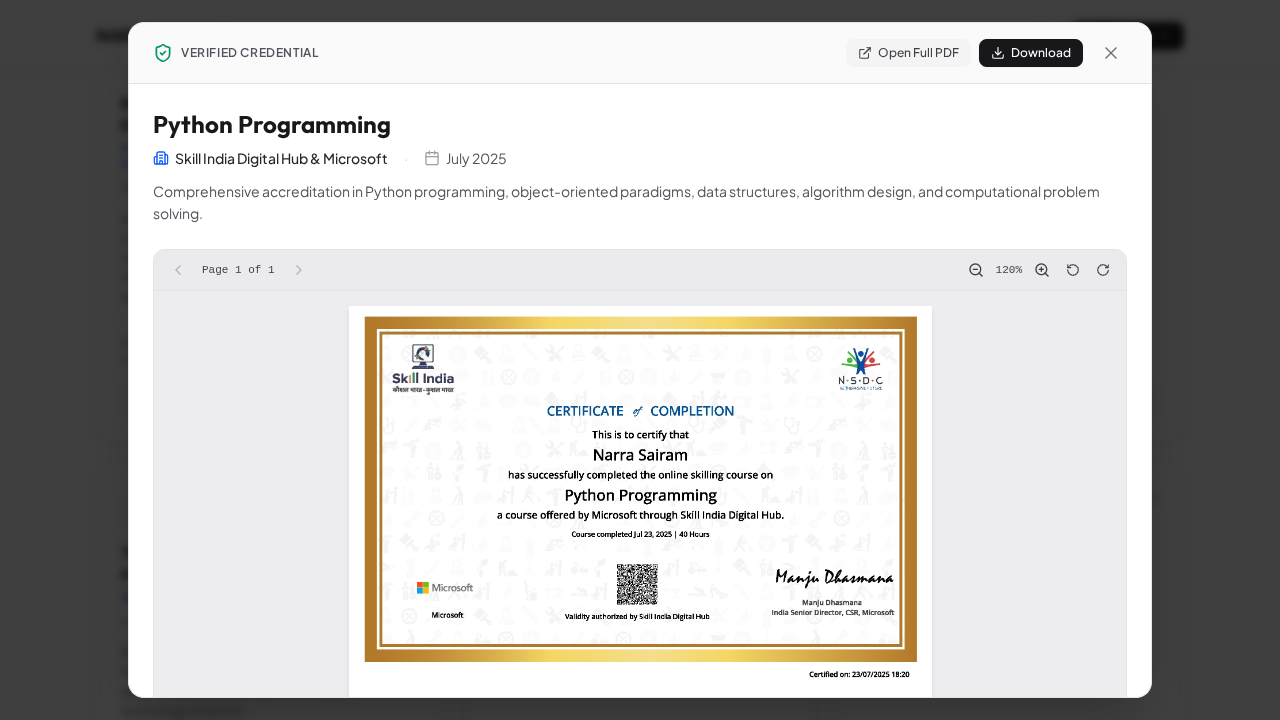 VERIFIED CREDENTIAL
Open Full PDF
Download
Python Programming
Skill India Digital Hub & Microsoft · July 2025
Comprehensive accreditation in Python programming, object-oriented paradigms, data structures, algorithm design, and computational problem
solving.
Page 1 of 1
120%
Skill India
कौशल भारत - कुशल भारत
N·S·D·C
CERTIFICATE of COMPLETION
This is to certify that
Narra Sairam
has successfully completed the online skilling course on
Python Programming
a course offered by Microsoft through Skill India Digital Hub.
Course completed Jul 23, 2025 | 40 Hours
Microsoft
Microsoft
Validity authorized by Skill India Digital Hub
Manju Dhasmana
Manju Dhasmana
India Senior Director, CSR, Microsoft
Certified on: 23/07/2025 18:20